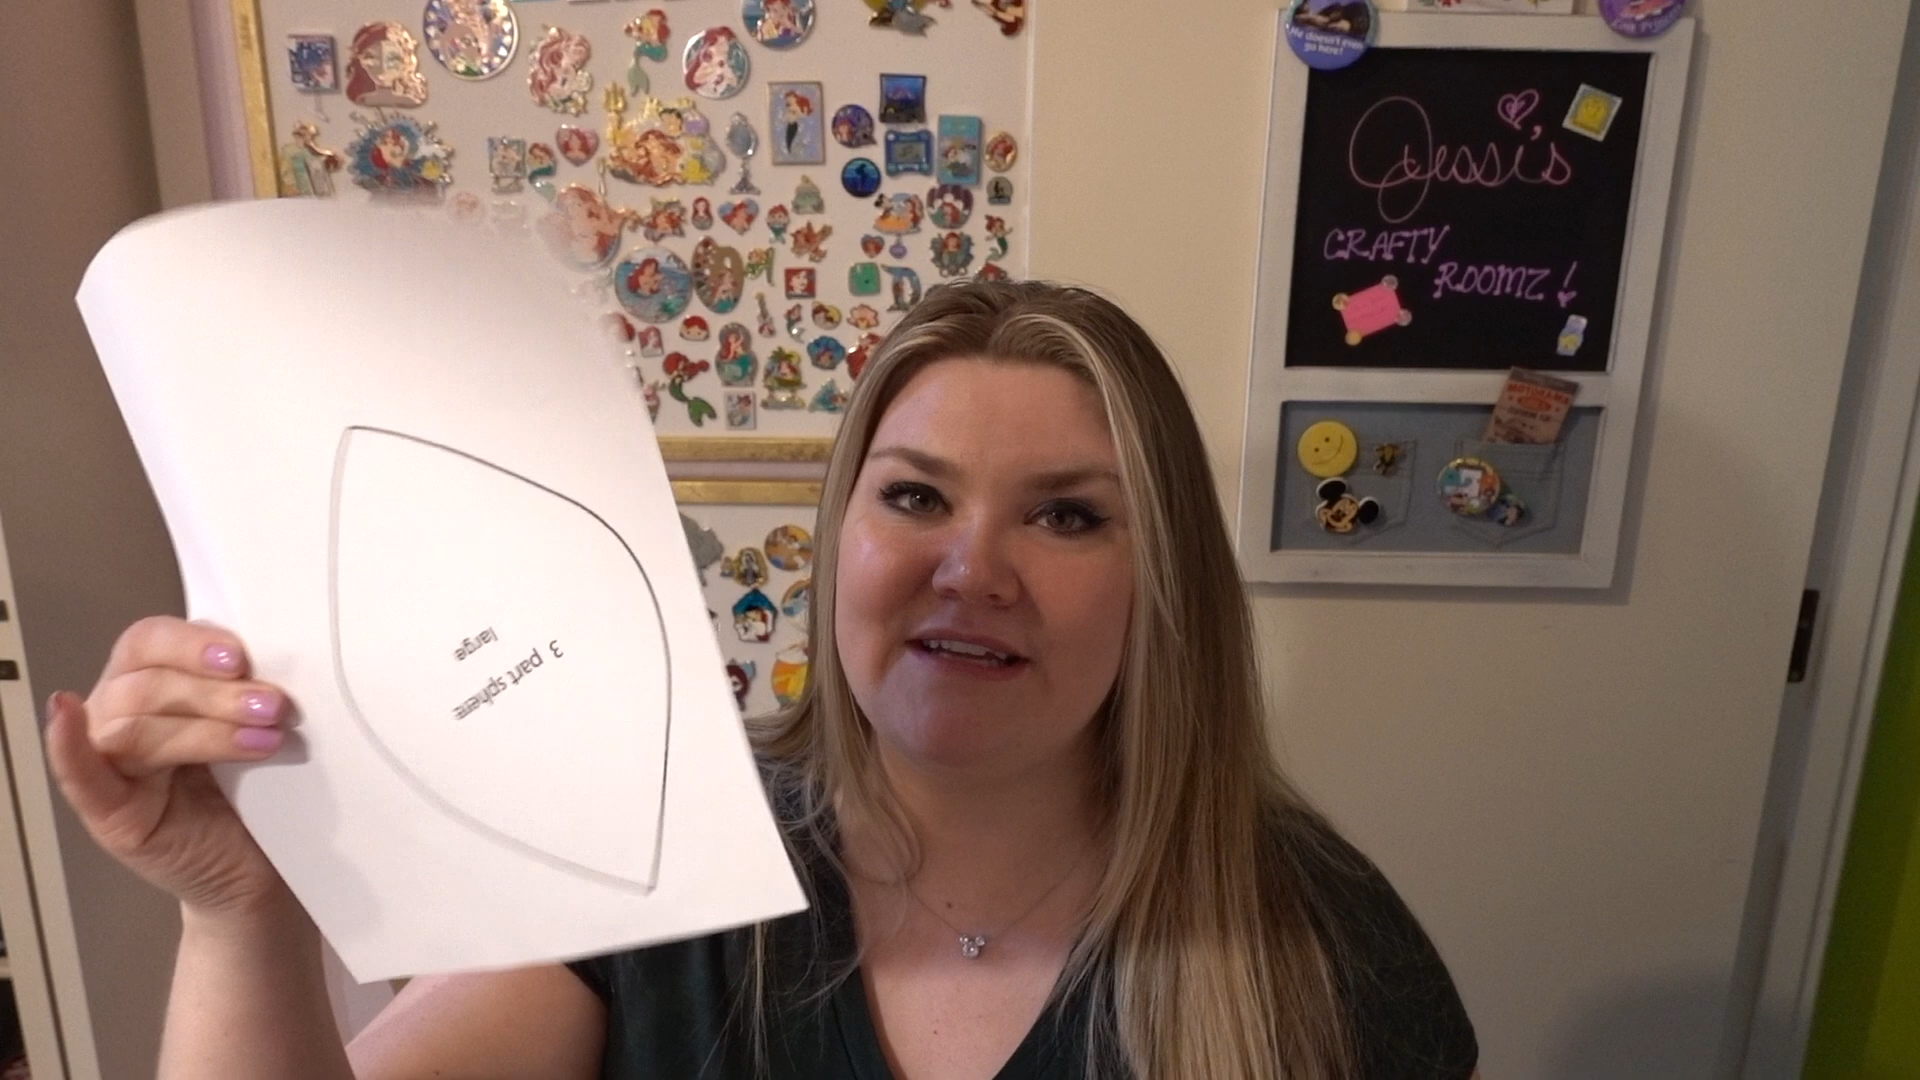 He doesn't even
go here!
Jessi's
CRAFTY
ROOMZ!
3 part sphere
large